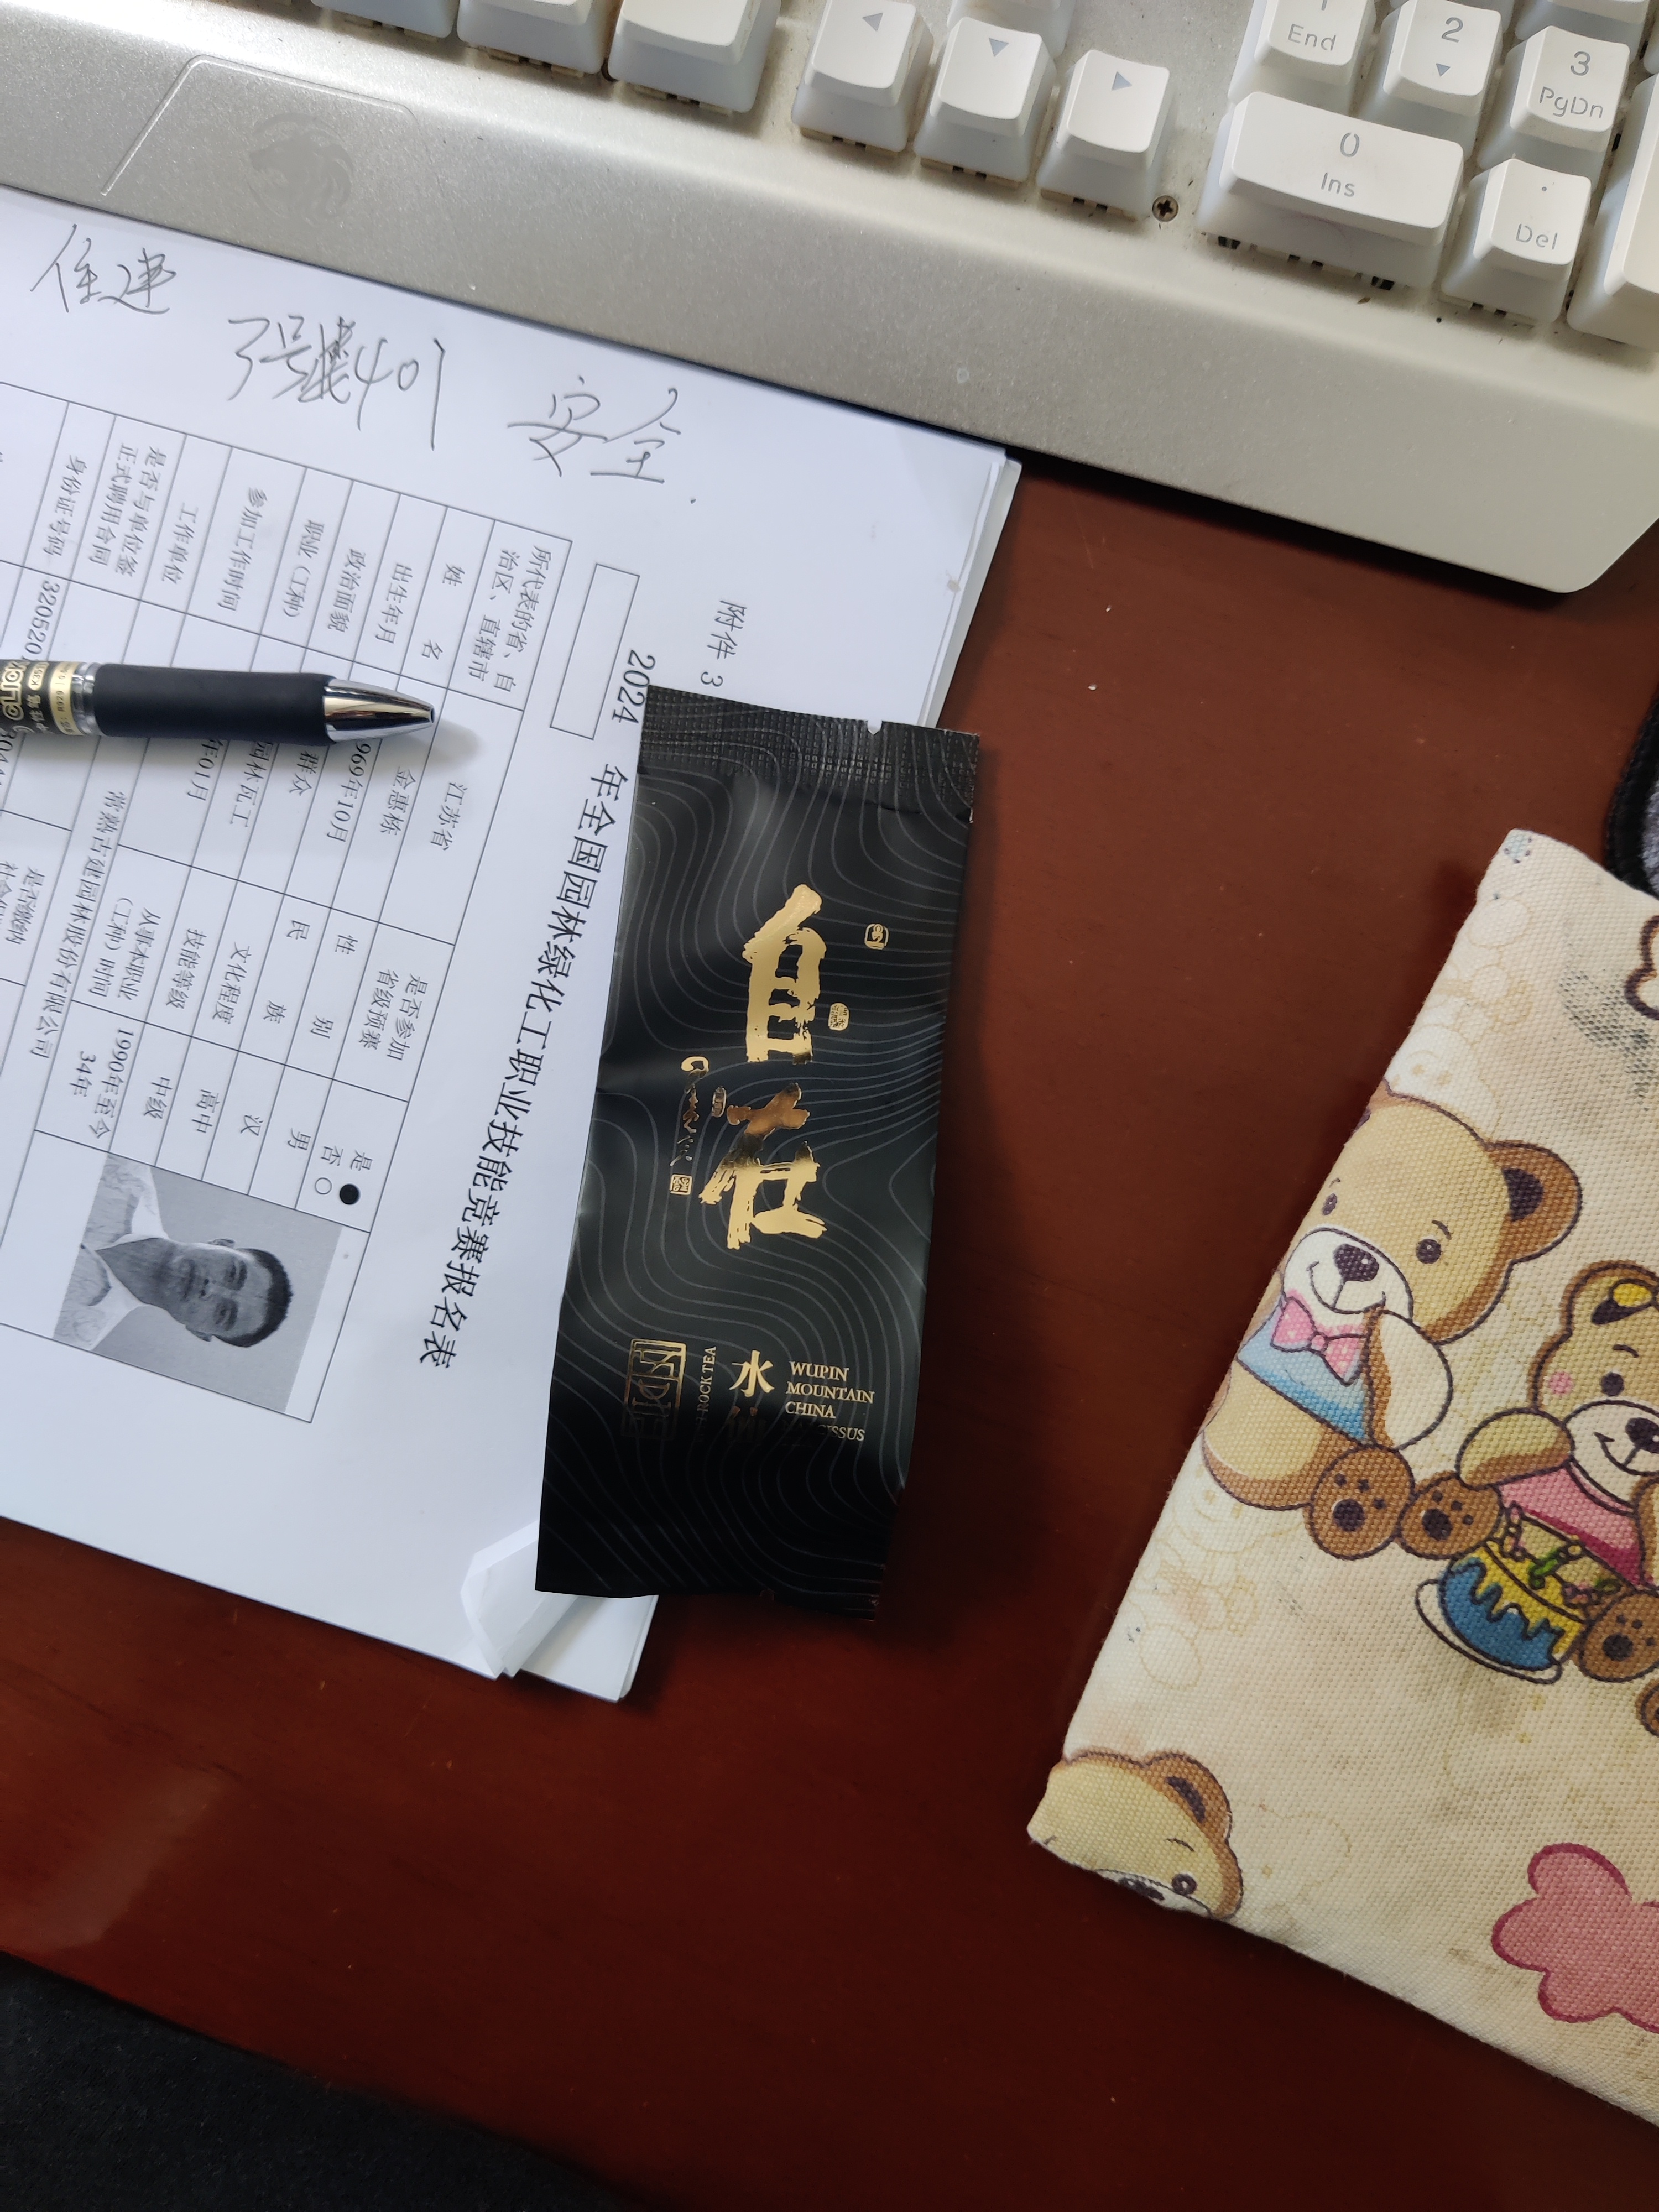 End
2
3
PgDn
0
Ins
.
Del
住建
安全.
附件 3
2024 年全国园林绿化工职业技能竞赛报名表
所代表的省、自治区、直辖市
江苏省
是否参加省级预赛
是 ●
否 ○
姓 名
金惠栋
性 别
男
出生年月
969年10月
民 族
汉
政治面貌
群众
文化程度
高中
职业（工种）
园林瓦工
技能等级
中级
参加工作时间
年01月
从事本职业（工种）时间
1990年至今
34年
工作单位
常熟古建园林股份有限公司
是否与单位签正式聘用合同
是否缴纳
身份证号码
320520
岩
水
ROCK TEA
WUPIN
MOUNTAIN
CHINA